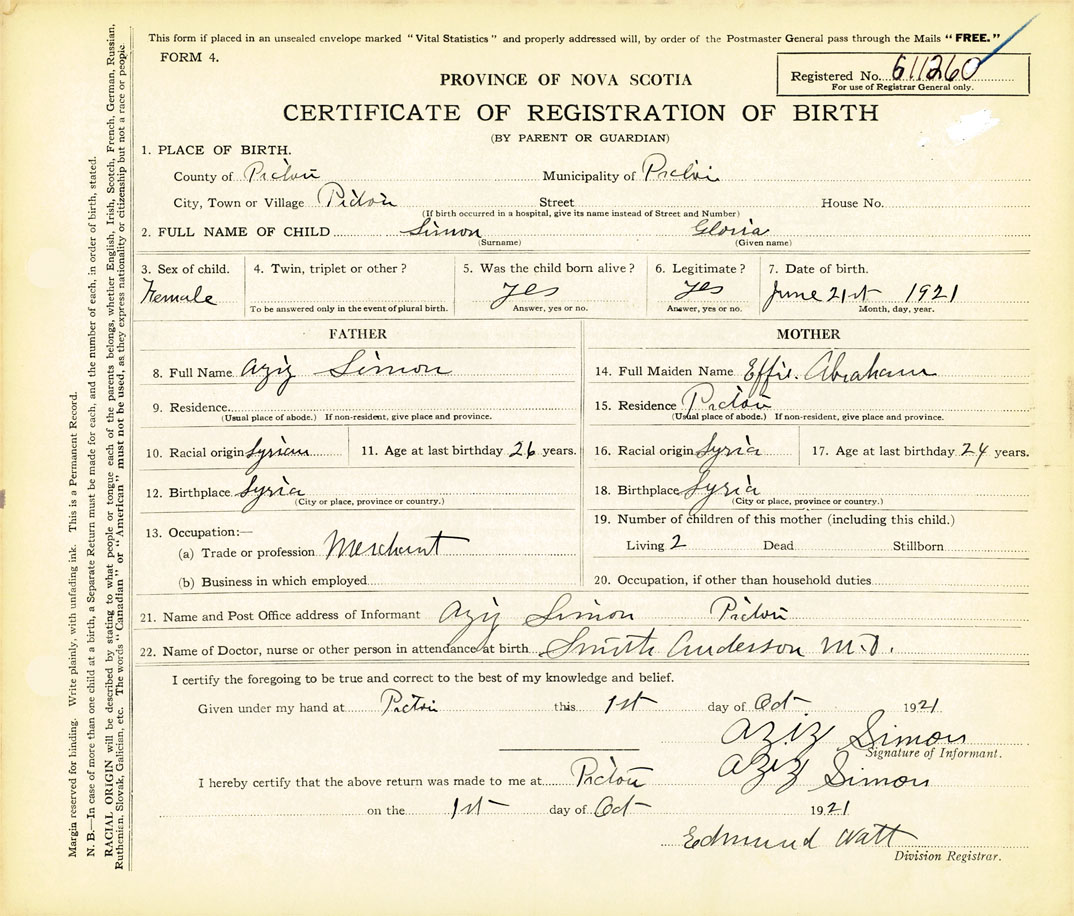 This form if placed in an unsealed envelope marked "Vital Statistics" and properly addressed will, by order of the Postmaster General pass through the Mails "FREE."
FORM 4.
Registered No. 611260
For use of Registrar General only.
PROVINCE OF NOVA SCOTIA
CERTIFICATE OF REGISTRATION OF BIRTH
(BY PARENT OR GUARDIAN)
1. PLACE OF BIRTH.
County of Pictou Municipality of Pictou
City, Town or Village Pictou Street House No.
(If birth occurred in a hospital, give its name instead of Street and Number)
2. FULL NAME OF CHILD Simon Gloria
(Surname) (Given name)
3. Sex of child. 4. Twin, triplet or other? 5. Was the child born alive? 6. Legitimate? 7. Date of birth.
Female yes yes June 21st 1921
To be answered only in the event of plural birth. Answer, yes or no. Answer, yes or no. Month, day, year.
FATHER
8. Full Name Aziz Simon
9. Residence
(Usual place of abode.) If non-resident, give place and province.
10. Racial origin Syrian 11. Age at last birthday 26 years.
12. Birthplace Syria
(City or place, province or country.)
13. Occupation:—
(a) Trade or profession Merchant
(b) Business in which employed
MOTHER
14. Full Maiden Name Effie. Abraham
15. Residence Pictou
(Usual place of abode.) If non-resident, give place and province.
16. Racial origin Syria 17. Age at last birthday 24 years.
18. Birthplace Syria
(City or place, province or country.)
19. Number of children of this mother (including this child.)
Living 2 Dead Stillborn
20. Occupation, if other than household duties
21. Name and Post Office address of Informant Aziz Simon Pictou
22. Name of Doctor, nurse or other person in attendance at birth Smith Anderson M.D.
I certify the foregoing to be true and correct to the best of my knowledge and belief.
Given under my hand at Pictou this 1st day of Oct 1921
Aziz Simon
Signature of Informant.
Aziz Simon
I hereby certify that the above return was made to me at Pictou
on the 1st day of Oct 1921
Edmund Watt
Division Registrar.
Margin reserved for binding. Write plainly, with unfading ink. This is a Permanent Record.
N. B.—In case of more than one child at a birth, a Separate Return must be made for each, and the number of each, in order of birth, stated.
RACIAL ORIGIN will be described by stating to what people or tongue each of the parents belongs, whether English, Irish, Scotch, French, German, Russian,
Ruthenian, Slovak, Galician, etc. The words "Canadian" or "American" must not be used, as they express nationality or citizenship but not a race or people